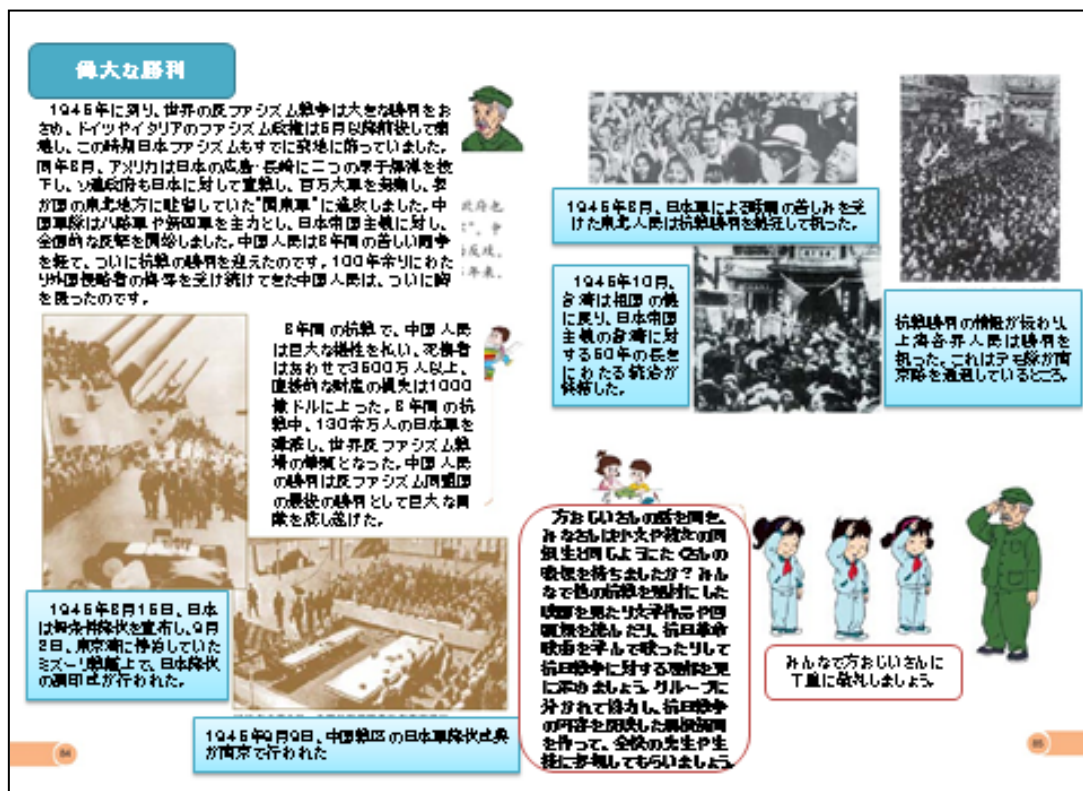 偉大な勝利
1945年に到り、世界の反ファシズム戦争は大きな勝利をお
さめ、ドイツやイタリアのファシズム政権は5月以降前後して崩
壊し、この時期日本ファシズムもすでに窮地に陥っていました。
同年8月、アメリカは日本の広島・長崎に二つの原子爆弾を投
下し、ソ連政府も日本に対して宣戦し、百万大軍を発動し、我
が国の東北地方に駐留していた"関東軍"に進攻しました。中
国軍隊は八路軍や新四軍を主力とし、日本帝国主義に対し、
全面的な反撃を開始しました。中国人民は8年間の苦しい闘争
を経て、ついに抗戦の勝利を迎えたのです。100年余りにわた
り外国侵略者の侮辱を受け続けてきた中国人民は、ついに胸
を張ったのです。
8年間の抗戦で、中国人民
は巨大な犠牲を払い、死傷者
はあわせて3500万人以上、
直接的な財産の損失は1000
億ドルに上った。8年間の抗
戦中、130余万人の日本軍を
殲滅し、世界反ファシズム戦
場の
となった。中国人民
の勝利は反ファシズム同盟国
の最後の勝利として巨大な貢
献を成し遂げた。
1945年8月15日、日本
は無条件降伏を宣布し、9月
2日、東京湾に停泊していた
ミズーリ戦艦上で、日本降伏
の調印式が行われた。
1945年9月9日、中国戦区の日本軍降伏式典
が南京で行われた
84
1945年8月、日本軍による
の苦しみを受
けた東北人民は抗戦勝利を熱狂して祝った。
1945年10月、
台湾は祖国の懐
に戻り、日本帝国
主義の台湾に対
する50年の長き
にわたる統治が
終結した。
抗戦勝利の情報が伝わり、
上海各界人民は勝利を
祝った。これはデモ隊が南
京路を通過しているところ。
方おじいさんの話を聞き、
みなさんは
や彼女の同
級生と同じようにたくさんの
感想を持ちましたか？みん
なで他の抗戦を題材にした
映画を見たり文学作品や回
顧録を読んだり、抗日革命
歌曲を学んで歌ったりして
抗日戦争に対する理解を更
に深めましょう。グループに
分かれて協力し、抗日戦争
の内容を反映した
新聞
を作って、全校の先生や生
徒に参観してもらいましょう。
みんなで方おじいさんに
丁重に敬礼しましょう。
85